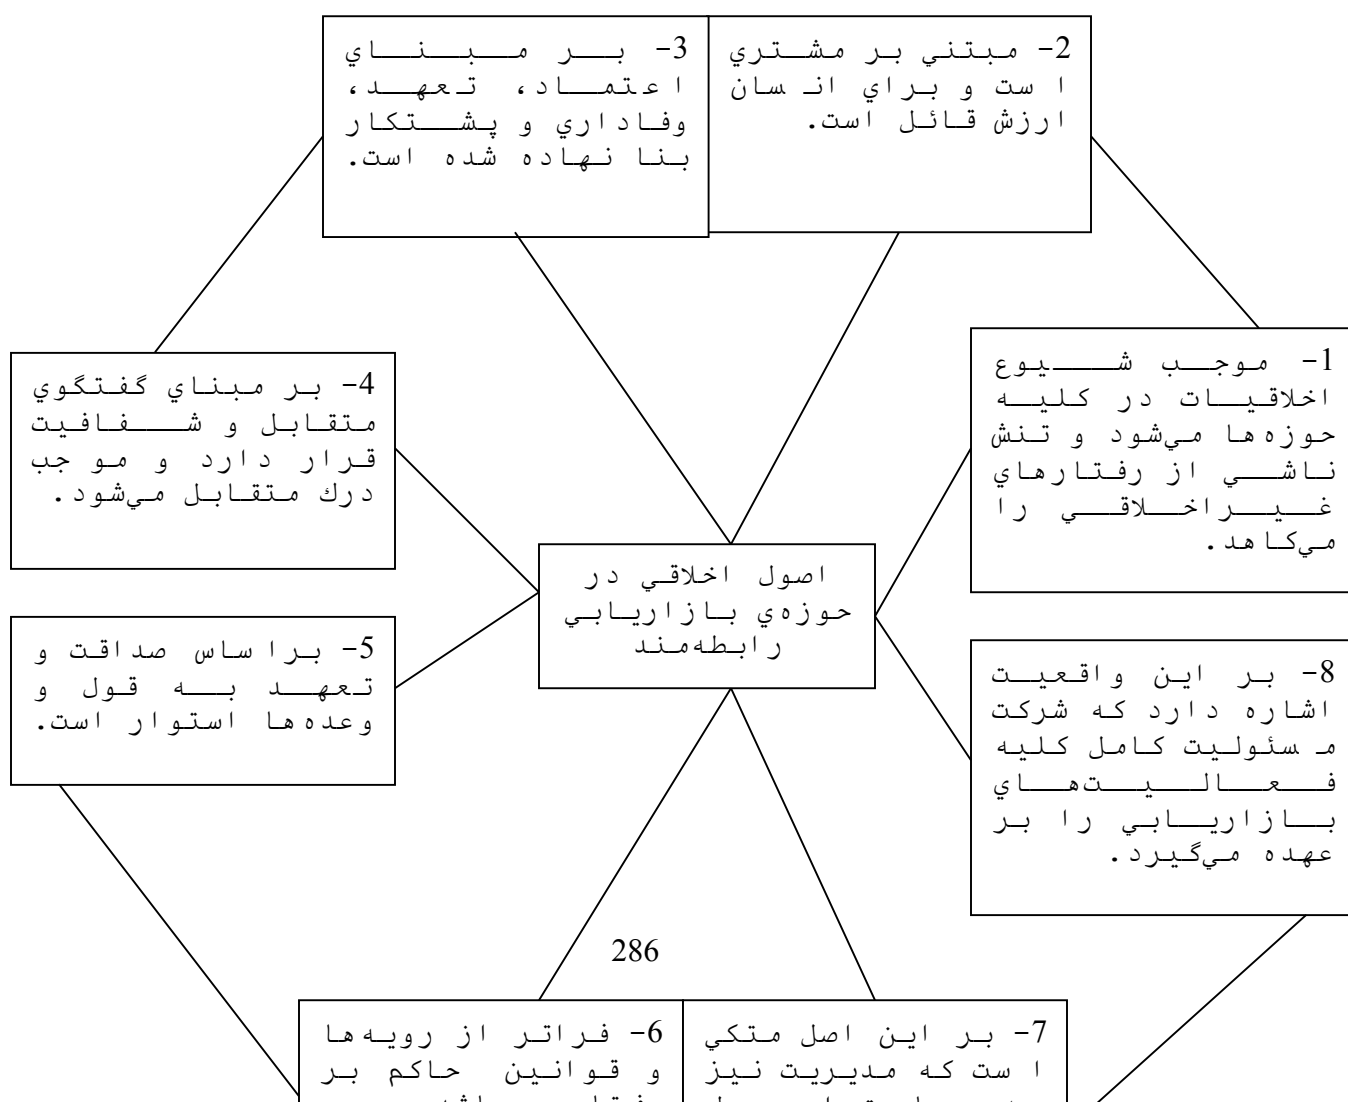 3- بر مبناي
اعتماد، تعهد،
وفاداري و پشتكار
بنا نهاده شده است.
2- مبتني بر مشتري
است و براي انسان
ارزش قائل است.
1- موجب شيوع
اخلاقيات در كليه
حوزه‌ها مي‌شود و تنش
ناشي از رفتارهاي
غيراخلاقي را
مي‌كاهد.
4- بر مبناي گفتگوي
متقابل و شفافيت
قرار دارد و موجب
درك متقابل مي‌شود.
اصول اخلاقي در
حوزه‌ي بازاريابي
رابطه‌مند
5- براساس صداقت و
تعهد به قول و
وعده‌ها استوار است.
8- بر اين واقعيت
اشاره دارد كه شركت
مسئوليت كامل كليه
فعاليت‌هاي
بازاريابي را بر
عهده مي‌گيرد.
286
6- فراتر از رويه‌ها
و قوانين حاكم بر
7- بر اين اصل متكي
است كه مديريت نيز